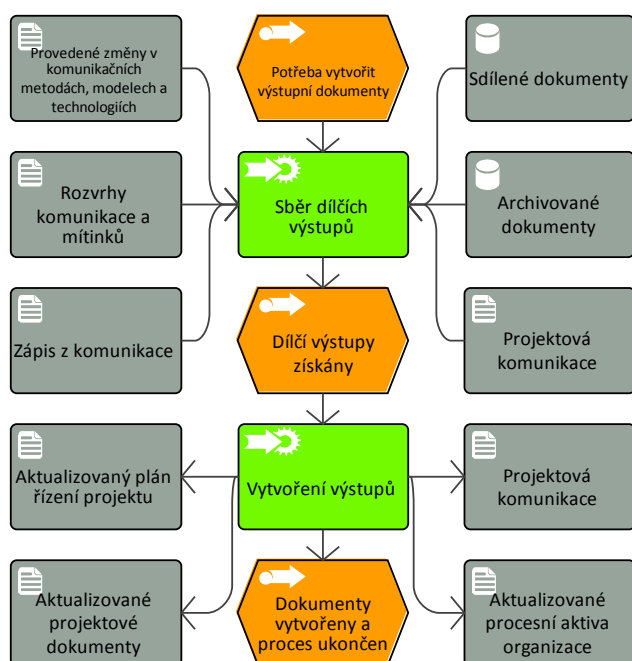 Provedené změny v
komunikačních
metodách, modelech a
technologiích
Potřeba vytvořit
výstupní dokumenty
Sdílené dokumenty
Rozvrhy
komunikace a
mítinků
Sběr dílčích
výstupů
Archivované
dokumenty
Zápis z komunikace
Dílčí výstupy
získány
Projektová
komunikace
Aktualizovaný plán
řízení projektu
Vytvoření výstupů
Projektová
komunikace
Aktualizované
projektové
dokumenty
Dokumenty
vytvořeny a
proces ukončen
Aktualizované
procesní aktiva
organizace